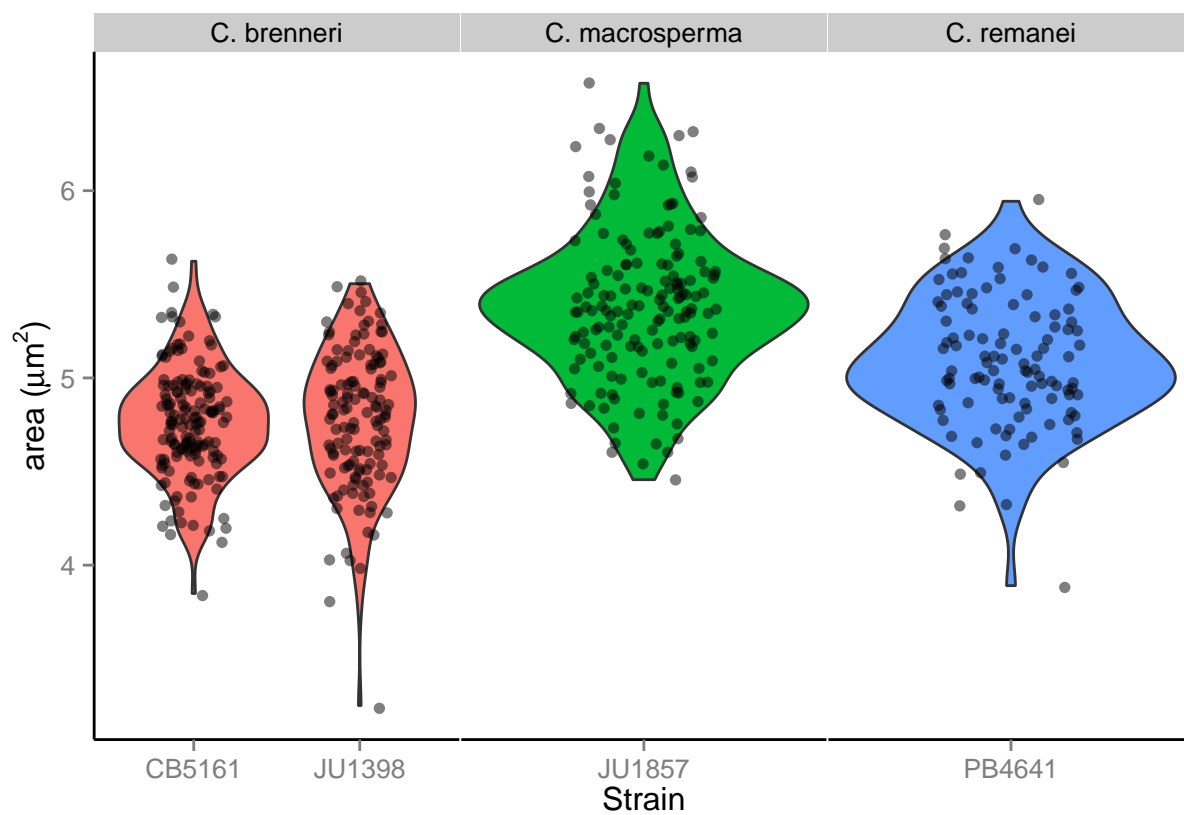 C. brenneri C. macrosperma C. remanei
area (μm²)
6
5
4
CB5161 JU1398 JU1857 PB4641
Strain